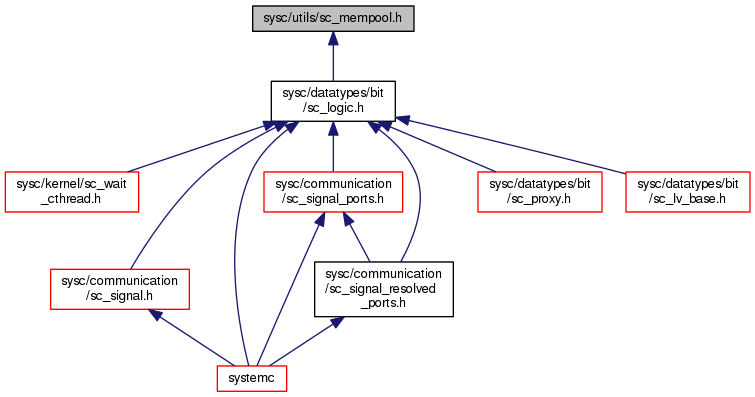 sysc/utils/sc_mempool.h
sysc/datatypes/bit
/sc_logic.h
sysc/kernel/sc_wait
_cthread.h
sysc/communication
/sc_signal_ports.h
sysc/datatypes/bit
/sc_proxy.h
sysc/datatypes/bit
/sc_lv_base.h
sysc/communication
/sc_signal.h
sysc/communication
/sc_signal_resolved
_ports.h
systemc